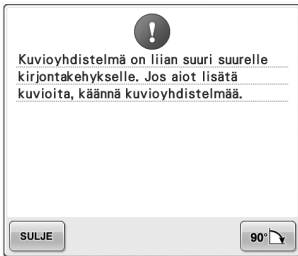 Kuvioyhdistelmä on liian suuri suurelle
kirjontakehykselle. Jos aiot lisätä
kuvioita, käännä kuvioyhdistelmää.
SULJE
90°